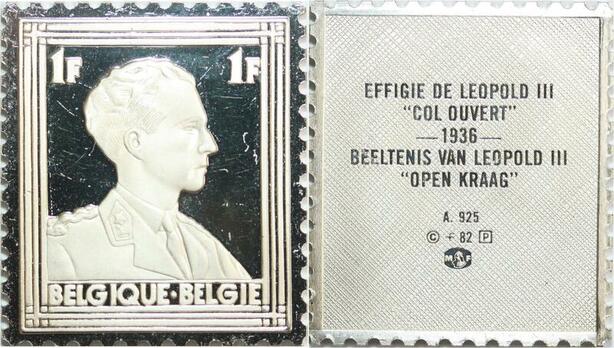 1F 1F
BELGIQUE·BELGIE
EFFIGIE DE LEOPOLD III
"COL OUVERT"
—1936—
BEELTENIS VAN LEOPOLD III
"OPEN KRAAG"
A. 925
© 82 P
M F